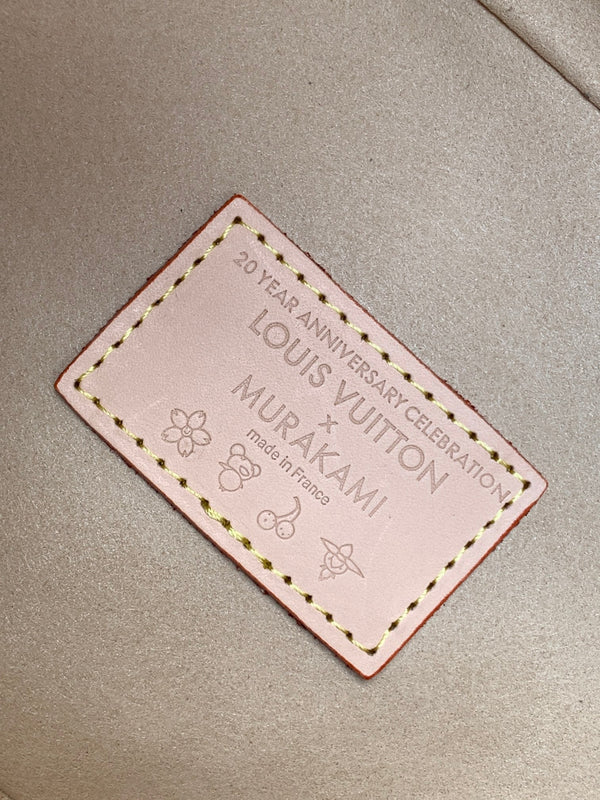 20 YEAR ANNIVERSARY CELEBRATION
LOUIS VUITTON
x
MURAKAMI
made in France